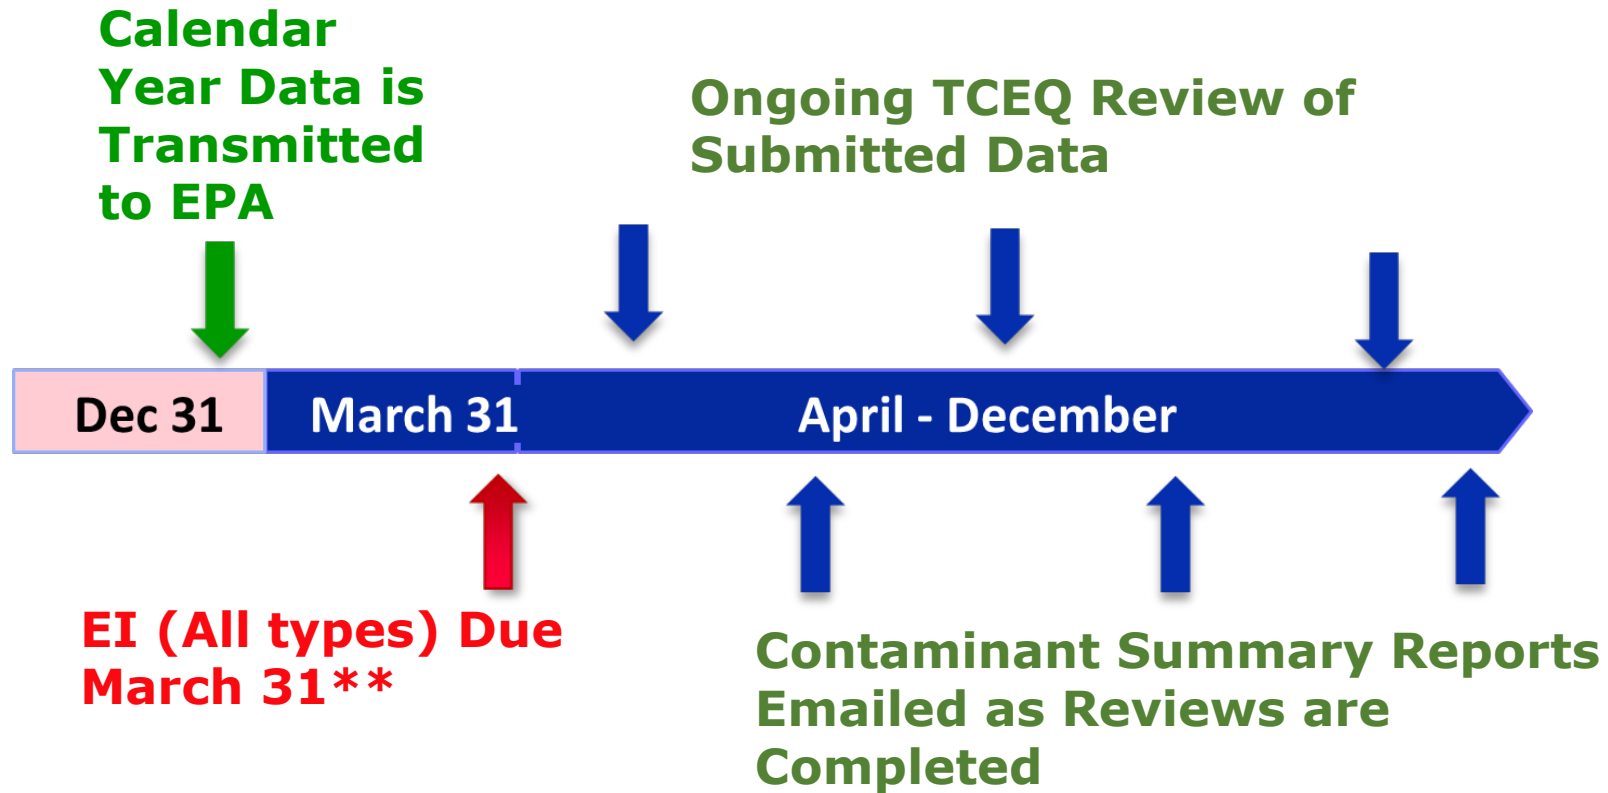 Calendar
Year Data is
Transmitted
to EPA
Ongoing TCEQ Review of
Submitted Data
Dec 31
March 31
April - December
EI (All types) Due
March 31**
Contaminant Summary Reports
Emailed as Reviews are
Completed